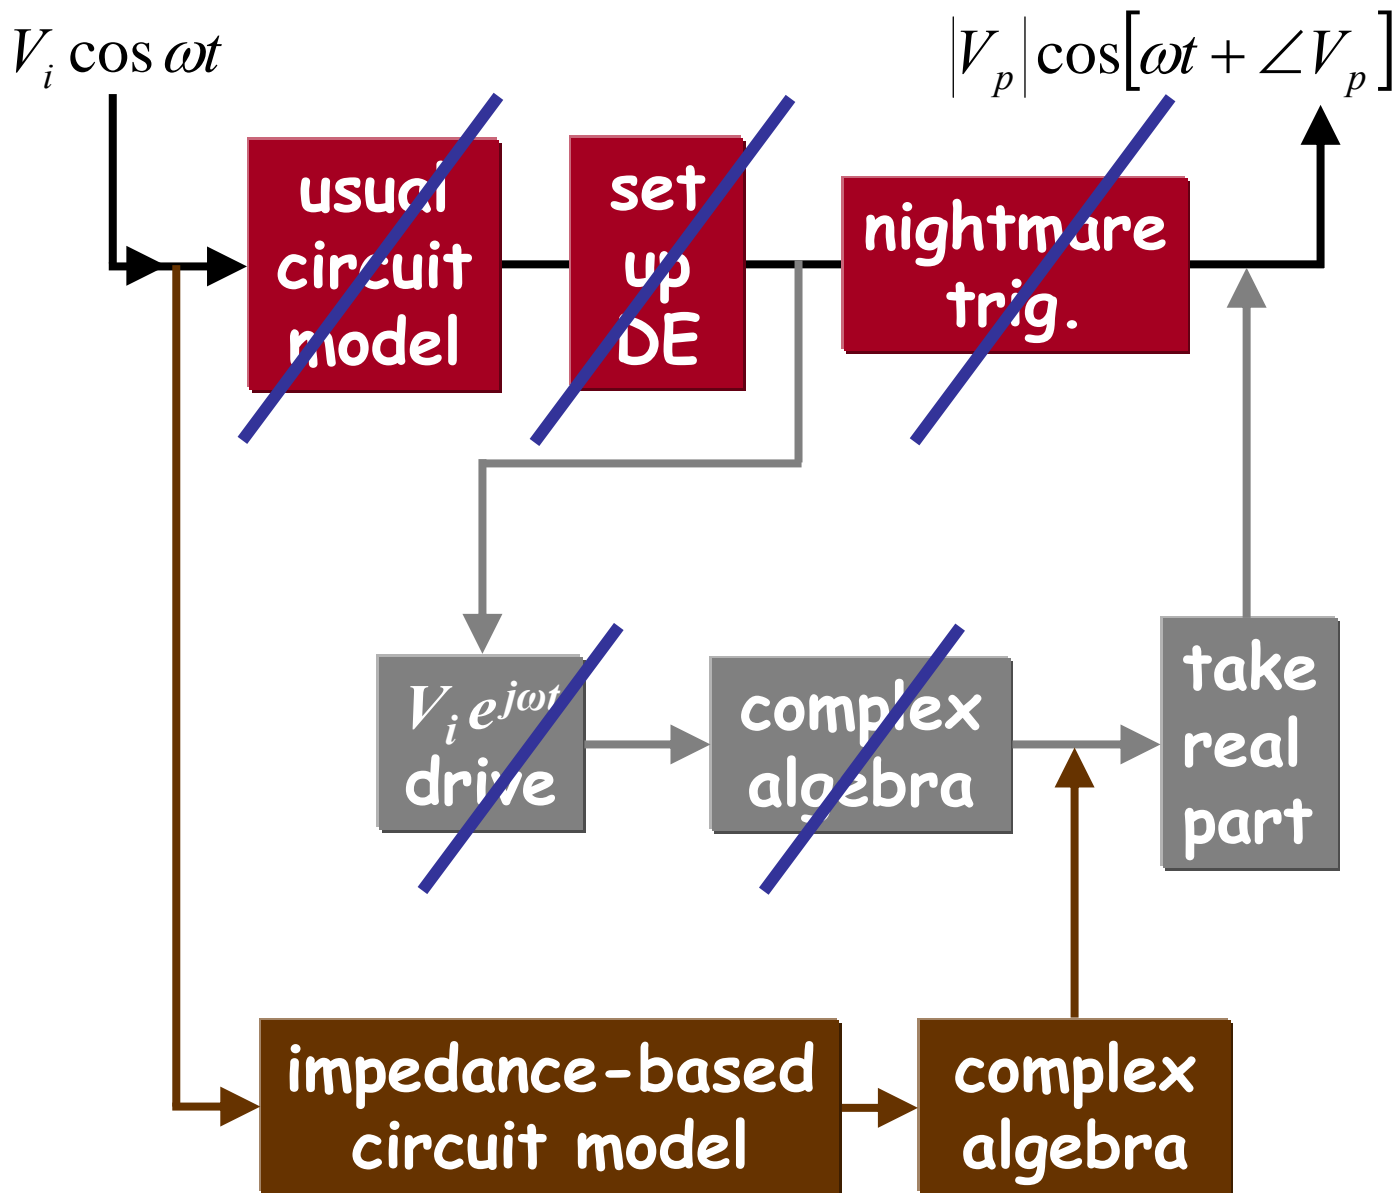 V_i cos ωt
|V_p| cos[ωt + ∠V_p]
usual
circuit
model
set
up
DE
nightmare
trig.
V_i e^{jωt}
drive
complex
algebra
take
real
part
impedance-based
circuit model
complex
algebra